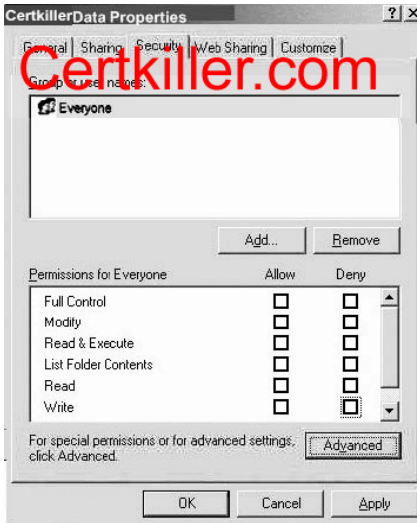 CertkillerData Properties
General Sharing Security Web Sharing Customize
Certkiller.com
Group or user names:
Everyone
Add... Remove
Permissions for Everyone Allow Deny
Full Control
Modify
Read & Execute
List Folder Contents
Read
Write
For special permissions or for advanced settings,
click Advanced.
Advanced
OK Cancel Apply